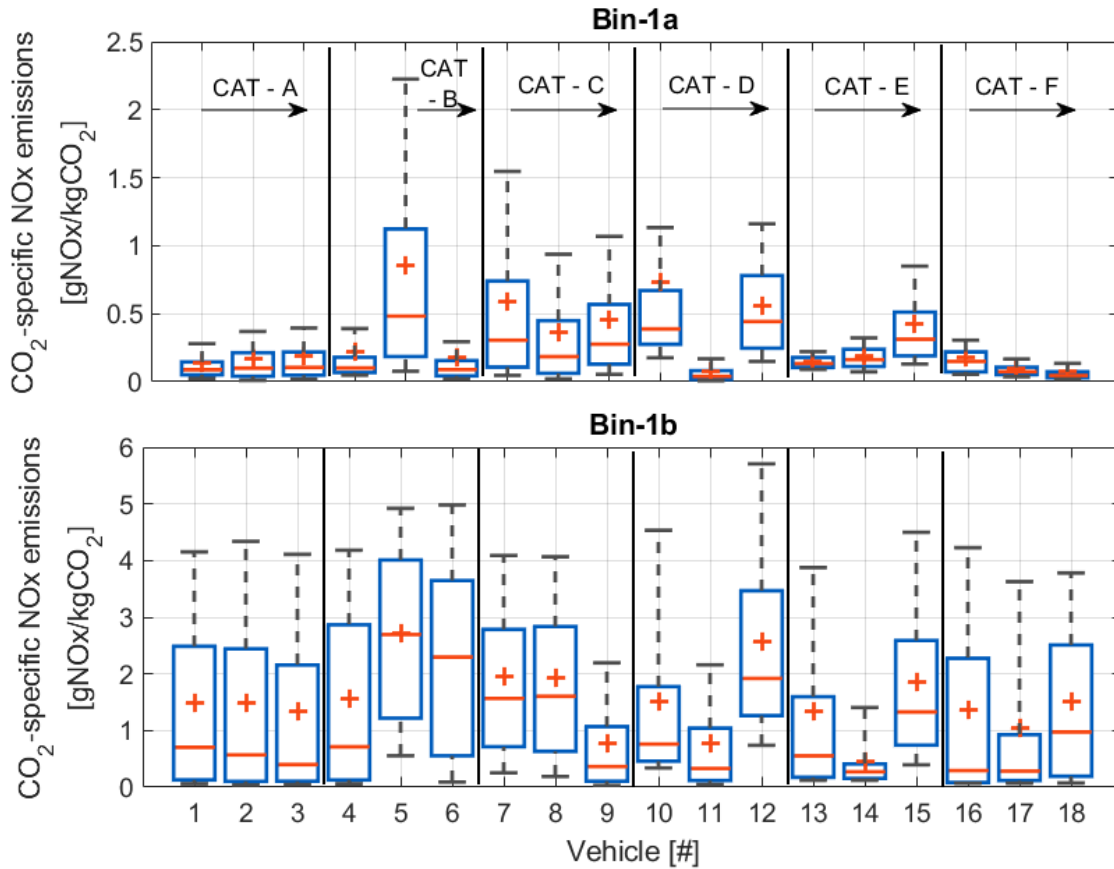 Bin-1a
CO₂-specific NOx emissions
[gNOx/kgCO₂]
2.5
2
1.5
1
0.5
0
CAT - A
CAT
- B
CAT - C
CAT - D
CAT - E
CAT - F
Bin-1b
CO₂-specific NOx emissions
[gNOx/kgCO₂]
6
5
4
3
2
1
0
1 2 3 4 5 6 7 8 9 10 11 12 13 14 15 16 17 18
Vehicle [#]